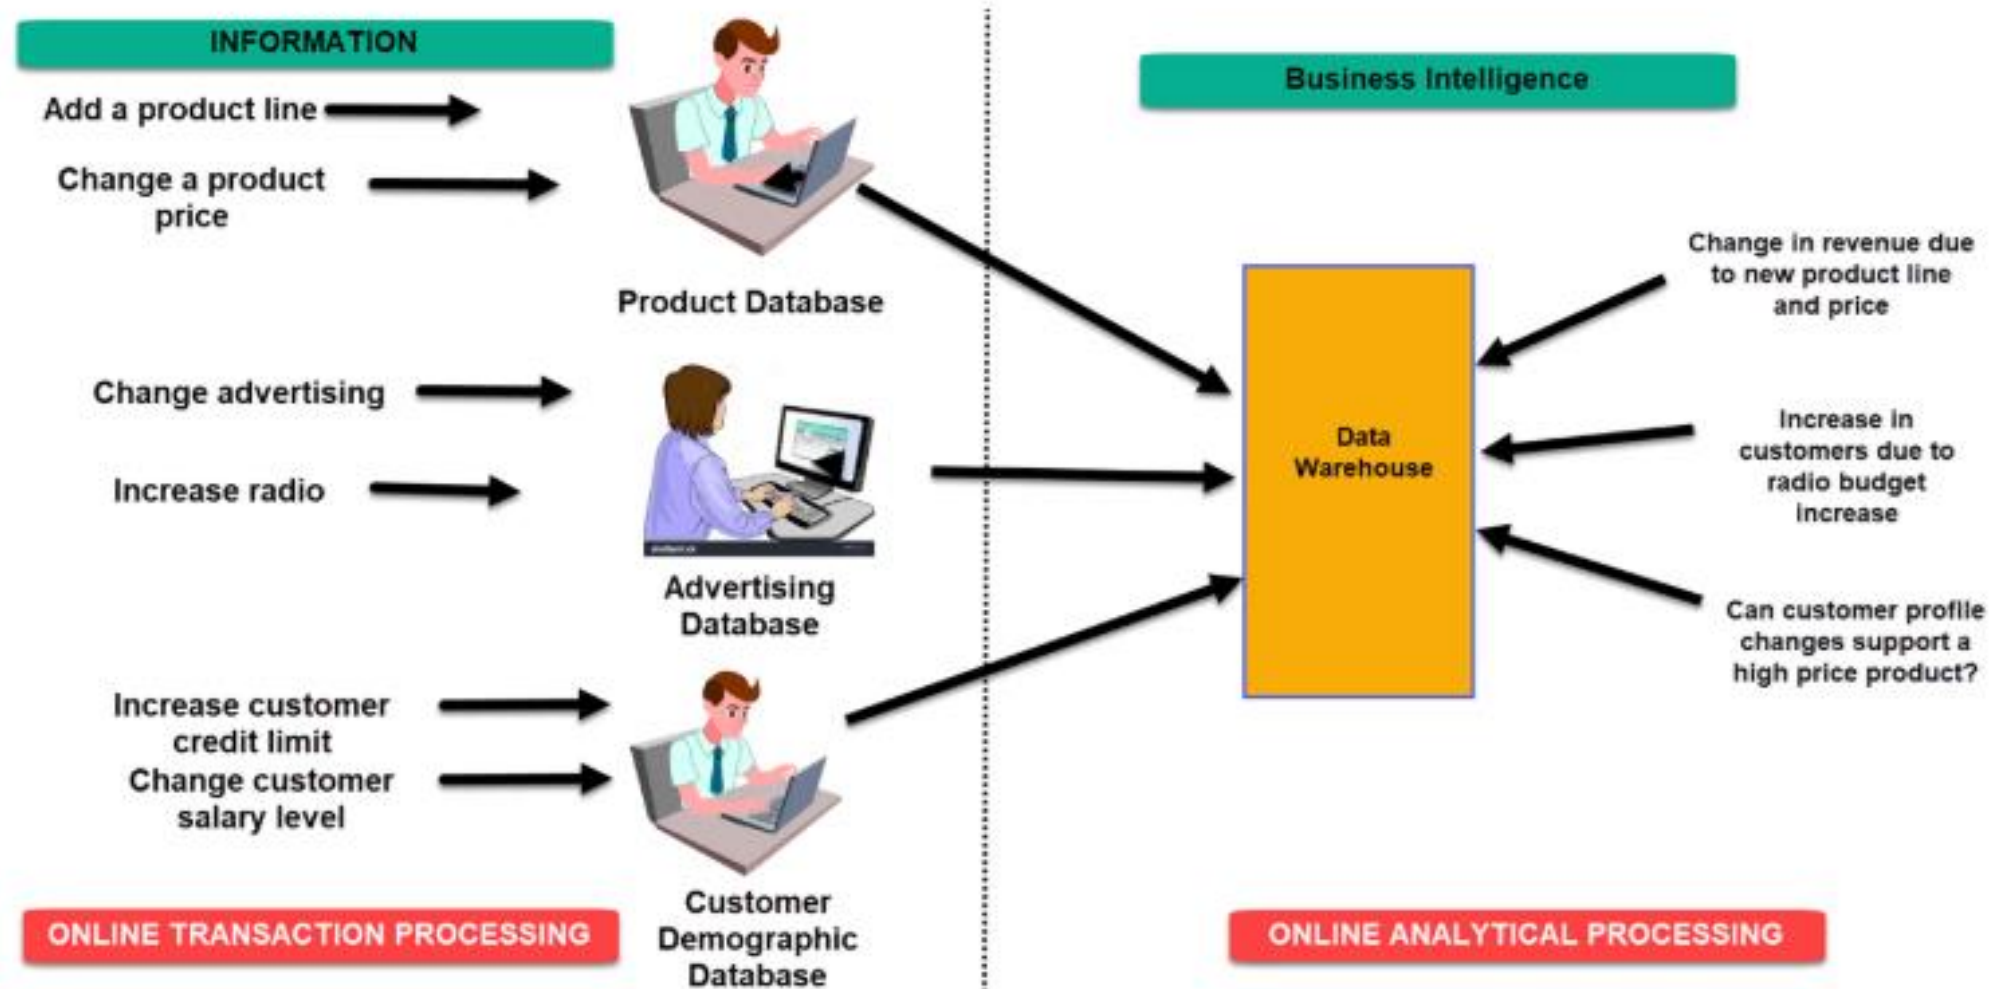 INFORMATION
Add a product line
Change a product
price
Product Database
Change advertising
Increase radio
Advertising
Database
Increase customer
credit limit
Change customer
salary level
Customer
Demographic
Database
ONLINE TRANSACTION PROCESSING
Business Intelligence
Data
Warehouse
Change in revenue due
to new product line
and price
Increase in
customers due to
radio budget
increase
Can customer profile
changes support a
high price product?
ONLINE ANALYTICAL PROCESSING